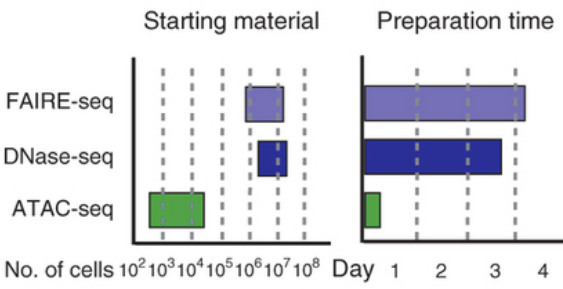 Starting material Preparation time
FAIRE-seq
DNase-seq
ATAC-seq
No. of cells 10² 10³ 10⁴ 10⁵ 10⁶ 10⁷ 10⁸ Day 1 2 3 4